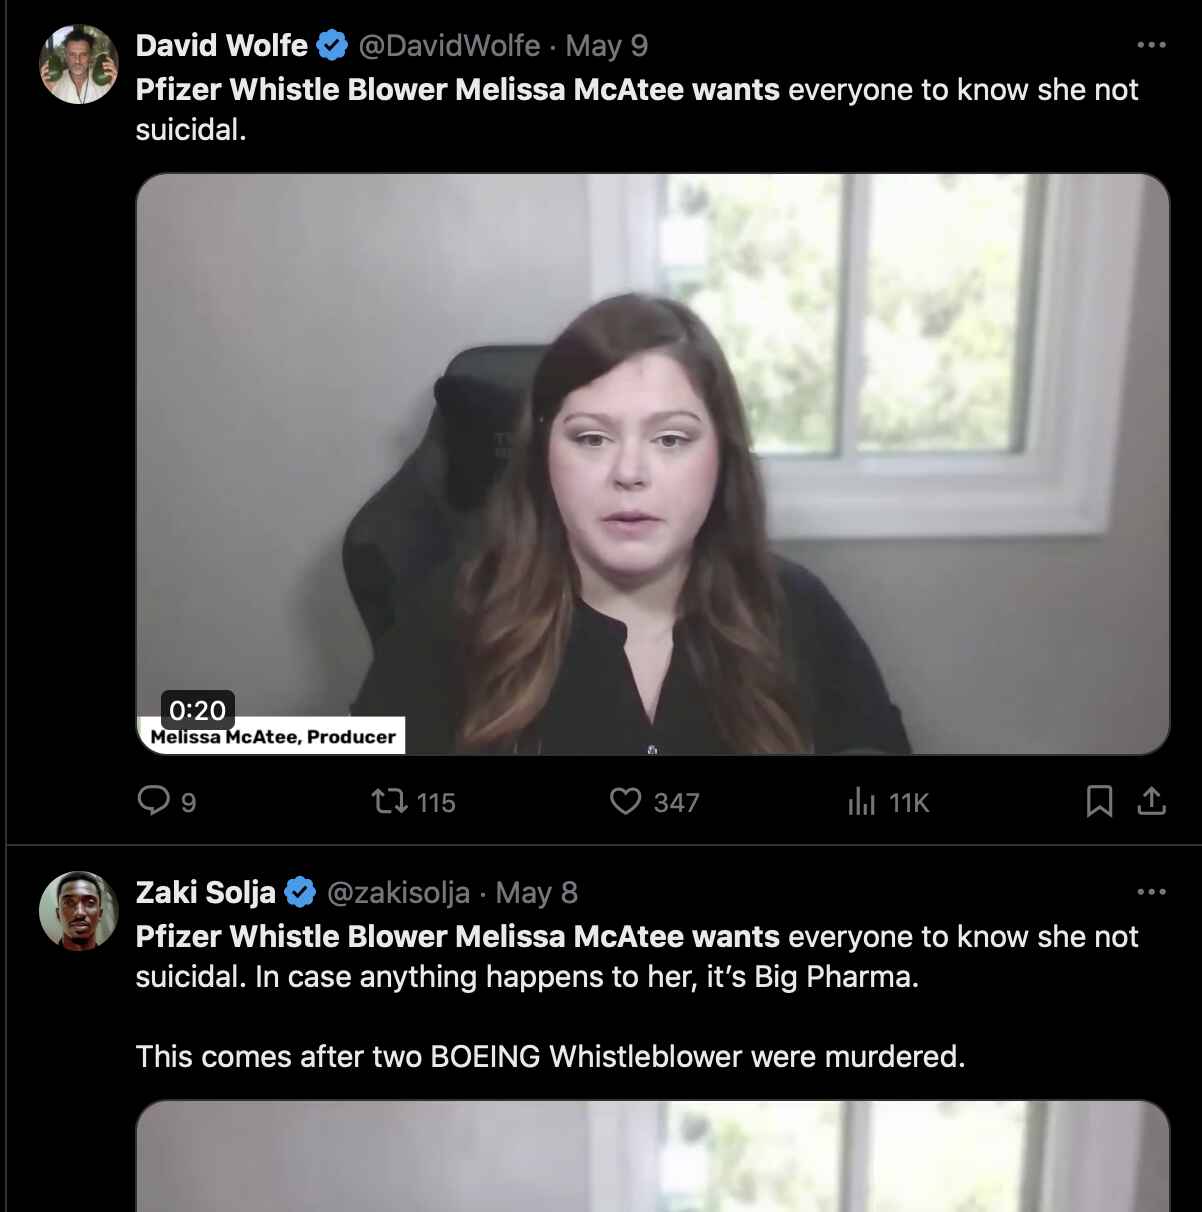 David Wolfe @DavidWolfe · May 9
Pfizer Whistle Blower Melissa McAtee wants everyone to know she not
suicidal.
0:20
Melissa McAtee, Producer
9 115 347 11K
Zaki Solja @zakisolja · May 8
Pfizer Whistle Blower Melissa McAtee wants everyone to know she not
suicidal. In case anything happens to her, it's Big Pharma.
This comes after two BOEING Whistleblower were murdered.